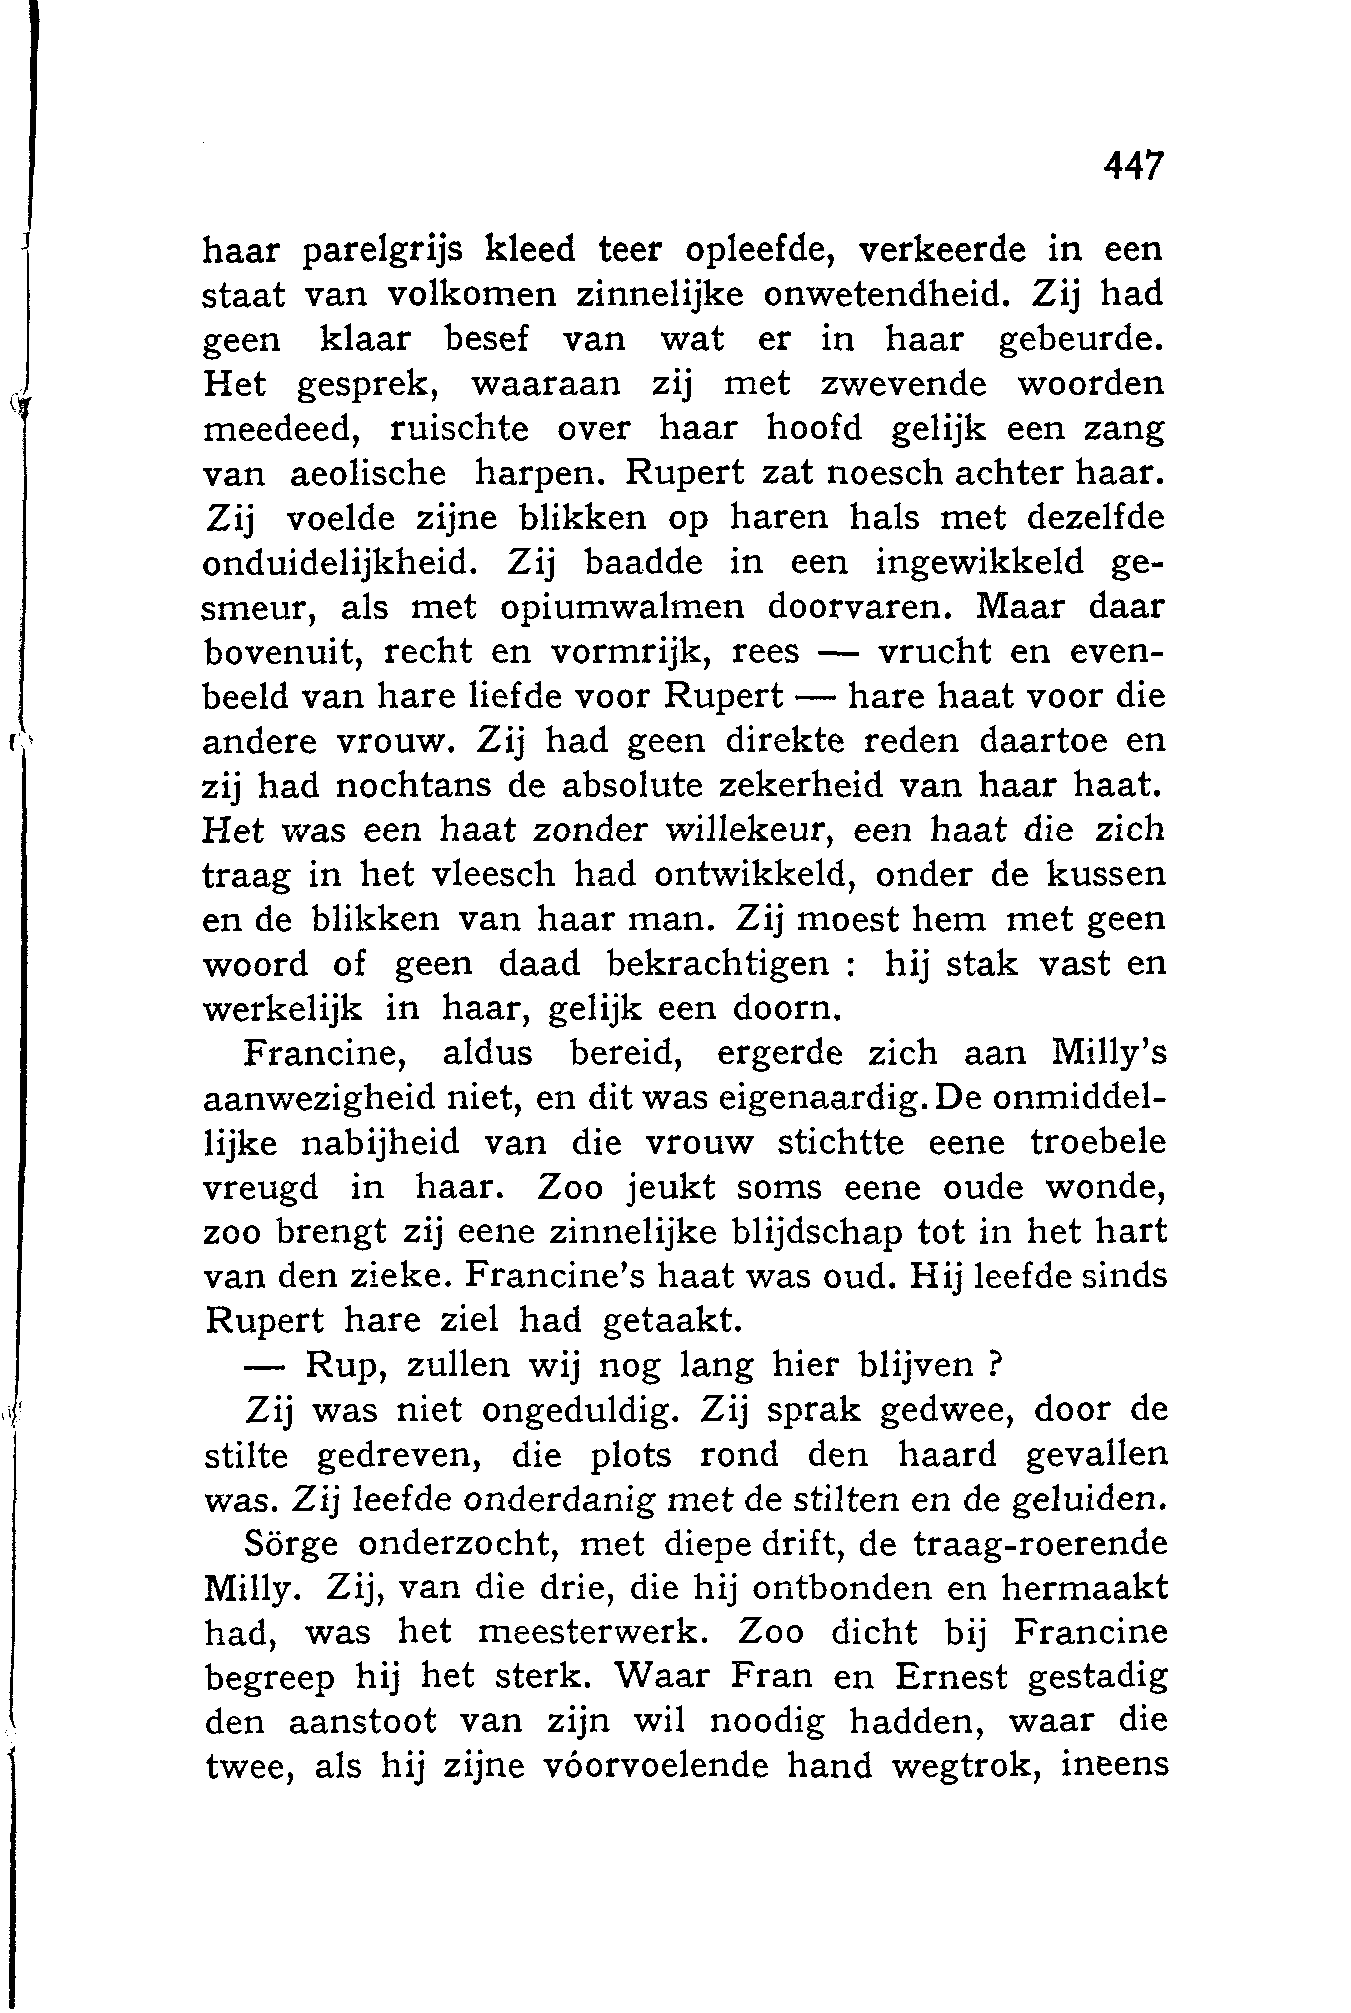 447
haar parelgrijs kleed teer opleefde, verkeerde in een
staat van volkomen zinnelijke onwetendheid. Zij had
geen klaar besef van wat er in haar gebeurde.
Het gesprek, waaraan zij met zwevende woorden
meedeed, ruischte over haar hoofd gelijk een zang
van aeolische harpen. Rupert zat noesch achter haar.
Zij voelde zijne blikken op haren hals met dezelfde
onduidelijkheid. Zij baadde in een ingewikkeld ge-
smeur, als met opiumwalmen doorvaren. Maar daar
bovenuit, recht en vormrijk, rees — vrucht en even-
beeld van hare liefde voor Rupert — hare haat voor die
andere vrouw. Zij had geen direkte reden daartoe en
zij had nochtans de absolute zekerheid van haar haat.
Het was een haat zonder willekeur, een haat die zich
traag in het vleesch had ontwikkeld, onder de kussen
en de blikken van haar man. Zij moest hem met geen
woord of geen daad bekrachtigen : hij stak vast en
werkelijk in haar, gelijk een doorn.
Francine, aldus bereid, ergerde zich aan Milly's
aanwezigheid niet, en dit was eigenaardig. De onmiddel-
lijke nabijheid van die vrouw stichtte eene troebele
vreugd in haar. Zoo jeukt soms eene oude wonde,
zoo brengt zij eene zinnelijke blijdschap tot in het hart
van den zieke. Francine's haat was oud. Hij leefde sinds
Rupert hare ziel had getaakt.
— Rup, zullen wij nog lang hier blijven ?
Zij was niet ongeduldig. Zij sprak gedwee, door de
stilte gedreven, die plots rond den haard gevallen
was. Zij leefde onderdanig met de stilten en de geluiden.
Sörge onderzocht, met diepe drift, de traag-roerende
Milly. Zij, van die drie, die hij ontbonden en hermaakt
had, was het meesterwerk. Zoo dicht bij Francine
begreep hij het sterk. Waar Fran en Ernest gestadig
den aanstoot van zijn wil noodig hadden, waar die
twee, als hij zijne vóorvoelende hand wegtrok, ineens